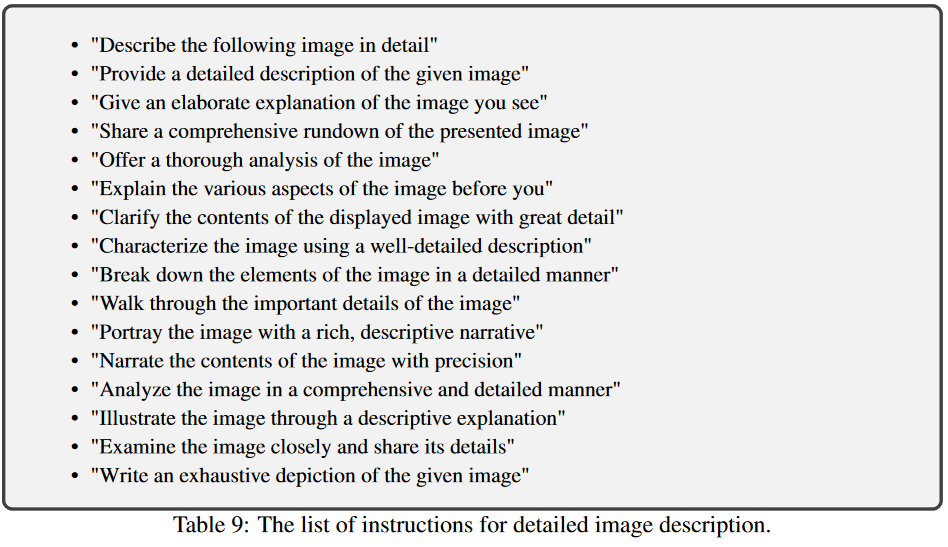 • "Describe the following image in detail"
• "Provide a detailed description of the given image"
• "Give an elaborate explanation of the image you see"
• "Share a comprehensive rundown of the presented image"
• "Offer a thorough analysis of the image"
• "Explain the various aspects of the image before you"
• "Clarify the contents of the displayed image with great detail"
• "Characterize the image using a well-detailed description"
• "Break down the elements of the image in a detailed manner"
• "Walk through the important details of the image"
• "Portray the image with a rich, descriptive narrative"
• "Narrate the contents of the image with precision"
• "Analyze the image in a comprehensive and detailed manner"
• "Illustrate the image through a descriptive explanation"
• "Examine the image closely and share its details"
• "Write an exhaustive depiction of the given image"
Table 9: The list of instructions for detailed image description.